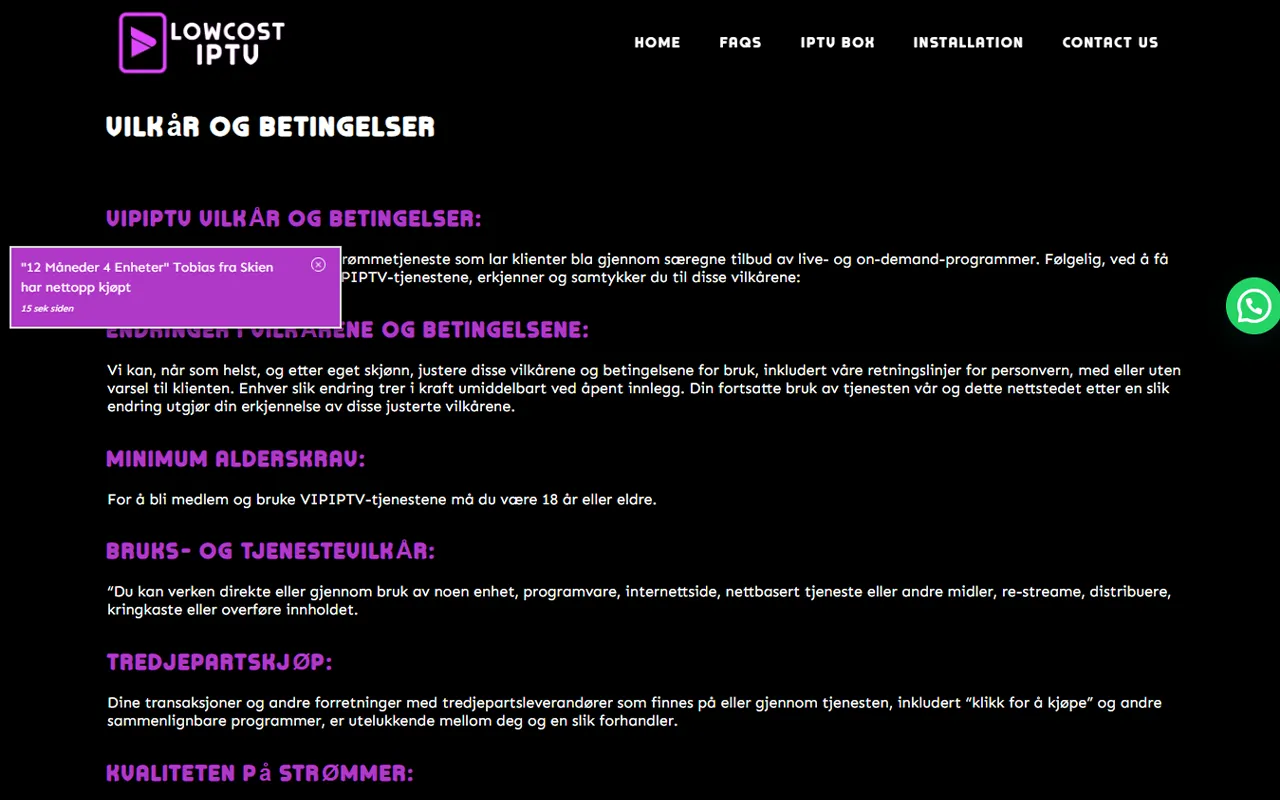 LOWCOST
IPTV
HOME FAQS IPTV BOX INSTALLATION CONTACT US
VILKåR OG BETINGELSER
VIPIPTV VILKÅR OG BETINGELSER:
"12 Måneder 4 Enheter" Tobias fra Skien
har nettopp kjøpt
15 sek siden
rømmetjeneste som lar klienter bla gjennom særegne tilbud av live- og on-demand-programmer. Følgelig, ved å få
PIPTV-tjenestene, erkjenner og samtykker du til disse vilkårene:
ENDRINGER I VILKÅRENE OG BETINGELSENE:
Vi kan, når som helst, og etter eget skjønn, justere disse vilkårene og betingelsene for bruk, inkludert våre retningslinjer for personvern, med eller uten
varsel til klienten. Enhver slik endring trer i kraft umiddelbart ved åpent innlegg. Din fortsatte bruk av tjenesten vår og dette nettstedet etter en slik
endring utgjør din erkjennelse av disse justerte vilkårene.
MINIMUM ALDERSKRAV:
For å bli medlem og bruke VIPIPTV-tjenestene må du være 18 år eller eldre.
BRUKS- OG TJENESTEVILKÅR:
“Du kan verken direkte eller gjennom bruk av noen enhet, programvare, internettside, nettbasert tjeneste eller andre midler, re-streame, distribuere,
kringkaste eller overføre innholdet.
TREDJEPARTSKJØP:
Dine transaksjoner og andre forretninger med tredjepartsleverandører som finnes på eller gjennom tjenesten, inkludert “klikk for å kjøpe” og andre
sammenlignbare programmer, er utelukkende mellom deg og en slik forhandler.
KVALITETEN På STRØMMER: